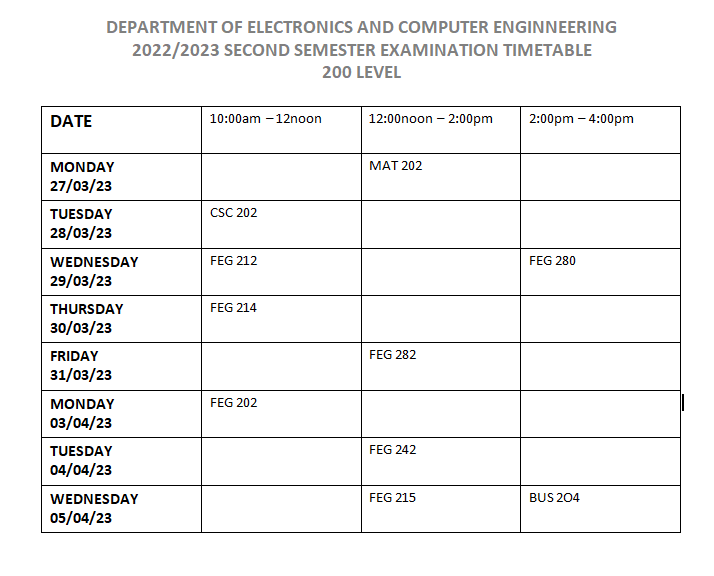 DEPARTMENT OF ELECTRONICS AND COMPUTER ENGINNEERING
2022/2023 SECOND SEMESTER EXAMINATION TIMETABLE
200 LEVEL
DATE 10:00am – 12noon 12:00noon – 2:00pm 2:00pm – 4:00pm
MONDAY MAT 202
27/03/23
TUESDAY CSC 202
28/03/23
WEDNESDAY FEG 212 FEG 280
29/03/23
THURSDAY FEG 214
30/03/23
FRIDAY FEG 282
31/03/23
MONDAY FEG 202
03/04/23
TUESDAY FEG 242
04/04/23
WEDNESDAY FEG 215 BUS 2O4
05/04/23